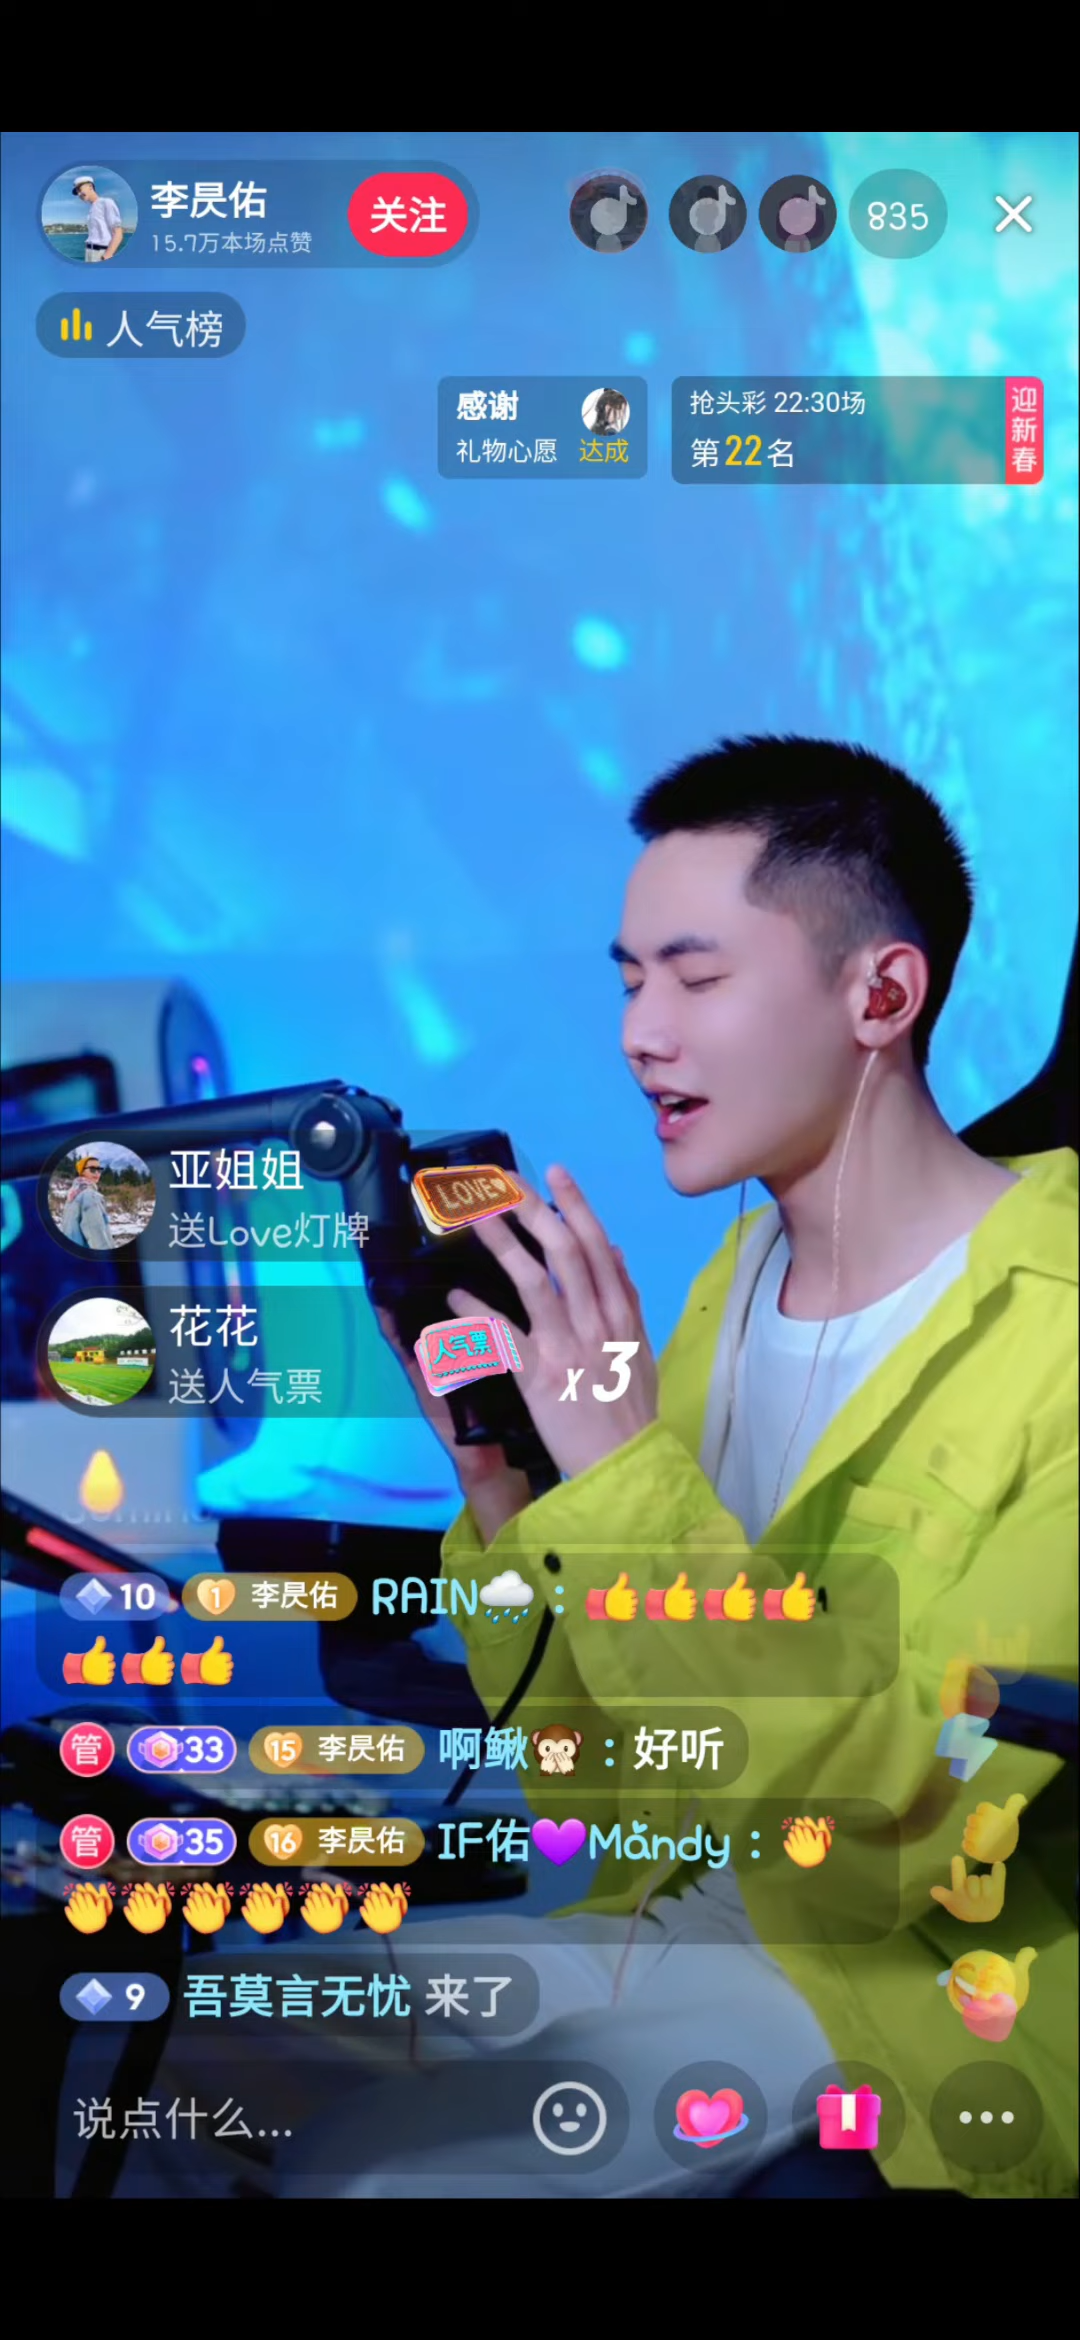 李昃佑
15.7万本场点赞
关注
835
人气榜
感谢
礼物心愿 达成
抢头彩 22:30场
第22名
迎新春
亚姐姐
送Love灯牌
LOVE
花花
送人气票
人气票
x3
10 1 李昃佑 RAIN🌧️：👍👍👍👍
👍👍👍
管 33 15 李昃佑 啊鳅🙊：好听
管 35 16 李昃佑 IF佑💜Mandy：👏
👏👏👏👏👏👏
9 吾莫言无忧 来了
说点什么...